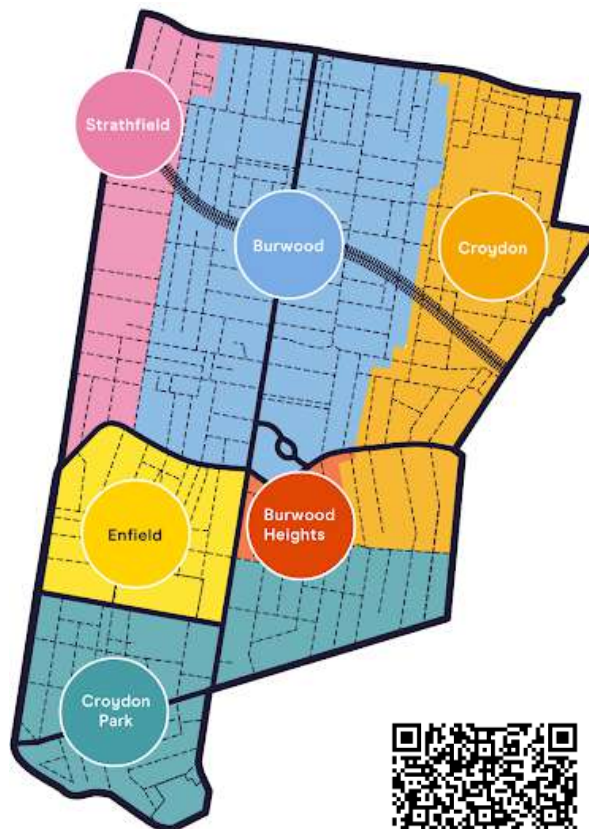 Strathfield
Burwood
Croydon
Burwood
Heights
Enfield
Croydon
Park